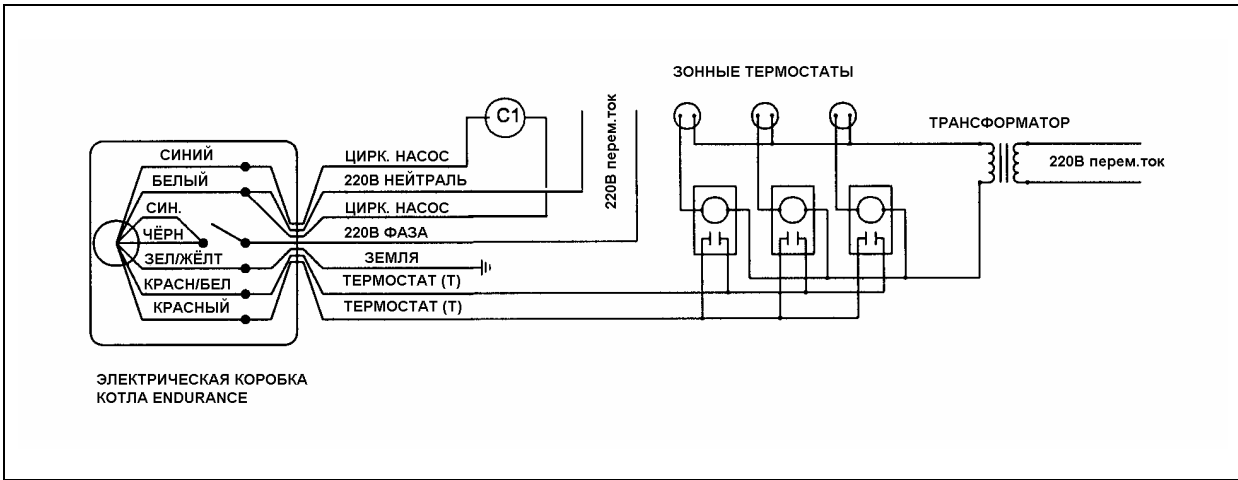 ЗОННЫЕ ТЕРМОСТАТЫ
C1
220В перем.ток
ТРАНСФОРМАТОР
220В перем.ток
СИНИЙ
ЦИРК. НАСОС
БЕЛЫЙ
220В НЕЙТРАЛЬ
СИН.
ЦИРК. НАСОС
ЧЁРН
220В ФАЗА
ЗЕЛ/ЖЁЛТ
ЗЕМЛЯ
КРАСН/БЕЛ
ТЕРМОСТАТ (Т)
КРАСНЫЙ
ТЕРМОСТАТ (Т)
ЭЛЕКТРИЧЕСКАЯ КОРОБКА
КОТЛА ENDURANCE